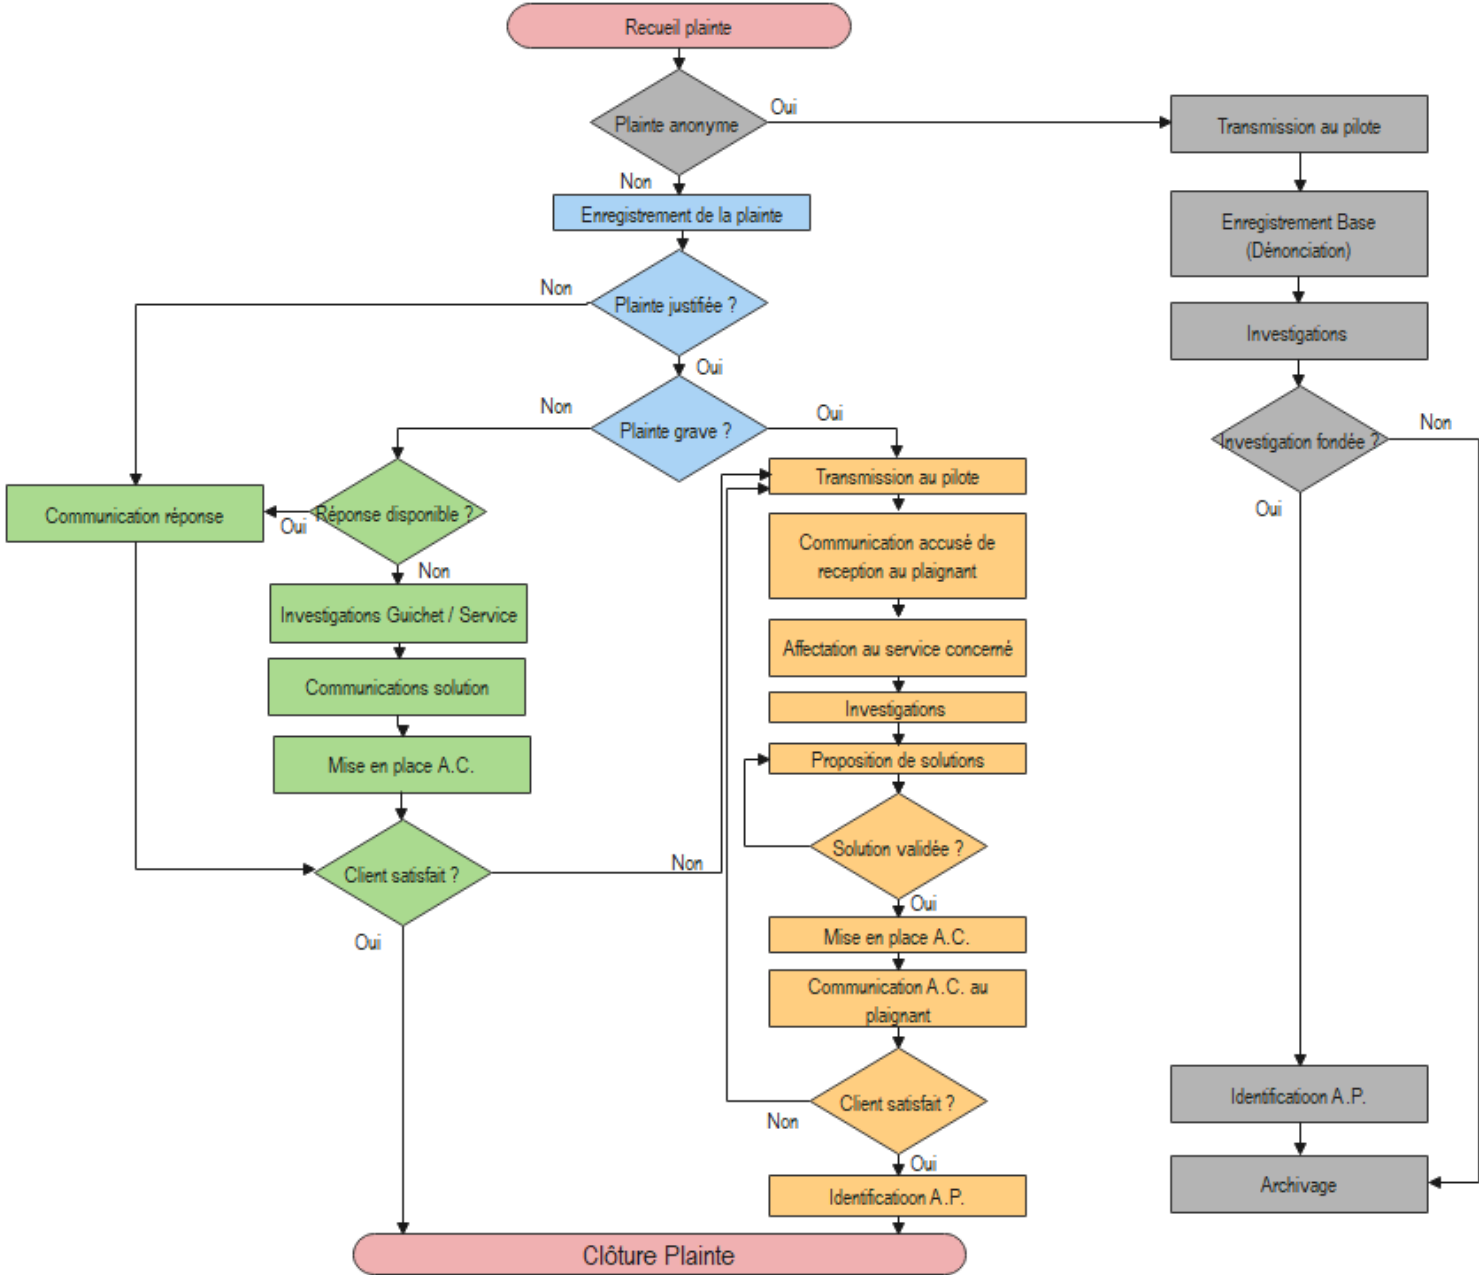 Recueil plainte
Plainte anonyme
Oui
Transmission au pilote
Non
Enregistrement de la plainte
Enregistrement Base
(Dénonciation)
Non
Plainte justifiée ?
Investigations
Oui
Non
Plainte grave ?
Oui
Investigation fondée ?
Non
Oui
Transmission au pilote
Communication réponse
Oui
Réponse disponible ?
Communication accusé de
reception au plaignant
Non
Investigations Guichet / Service
Affectation au service concerné
Communications solution
Investigations
Mise en place A.C.
Proposition de solutions
Solution validée ?
Client satisfait ?
Non
Oui
Oui
Mise en place A.C.
Communication A.C. au
plaignant
Client satisfait ?
Non
Oui
Identificatioon A.P.
Identificatioon A.P.
Archivage
Clôture Plainte